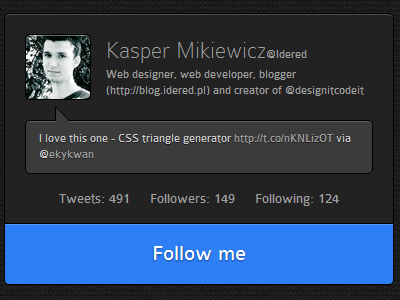 Kasper Mikiewicz@Idered
Web designer, web developer, blogger
(http://blog.idered.pl) and creator of @designitcodeit
I love this one - CSS triangle generator http://t.co/nKNLizOT via
@ekykwan
Tweets: 491 Followers: 149 Following: 124
Follow me